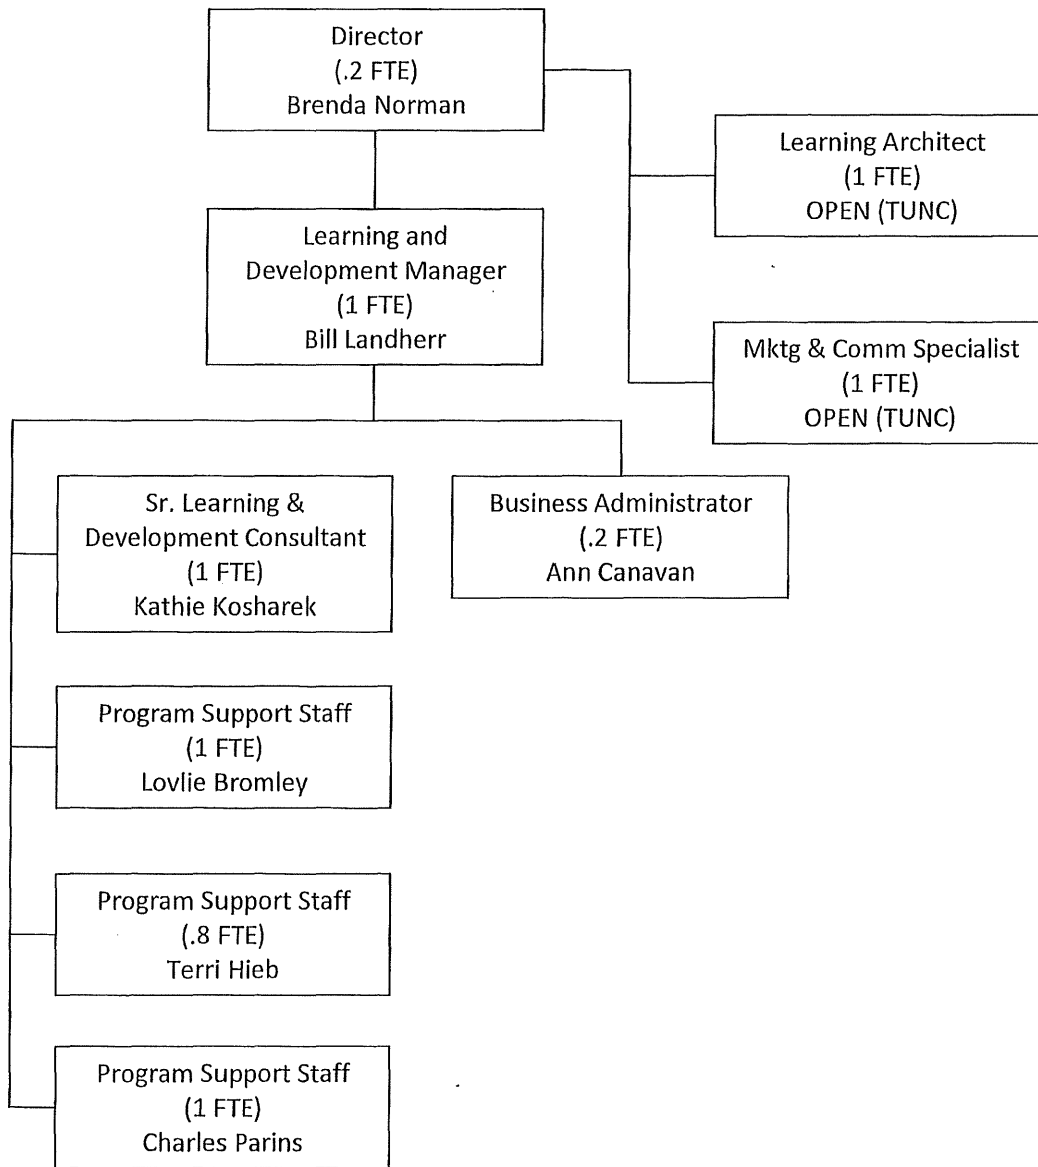 Director
(.2 FTE)
Brenda Norman
Learning Architect
(1 FTE)
OPEN (TUNC)
Learning and
Development Manager
(1 FTE)
Bill Landherr
Mktg & Comm Specialist
(1 FTE)
OPEN (TUNC)
Sr. Learning &
Development Consultant
(1 FTE)
Kathie Kosharek
Business Administrator
(.2 FTE)
Ann Canavan
Program Support Staff
(1 FTE)
Lovlie Bromley
Program Support Staff
(.8 FTE)
Terri Hieb
Program Support Staff
(1 FTE)
Charles Parins